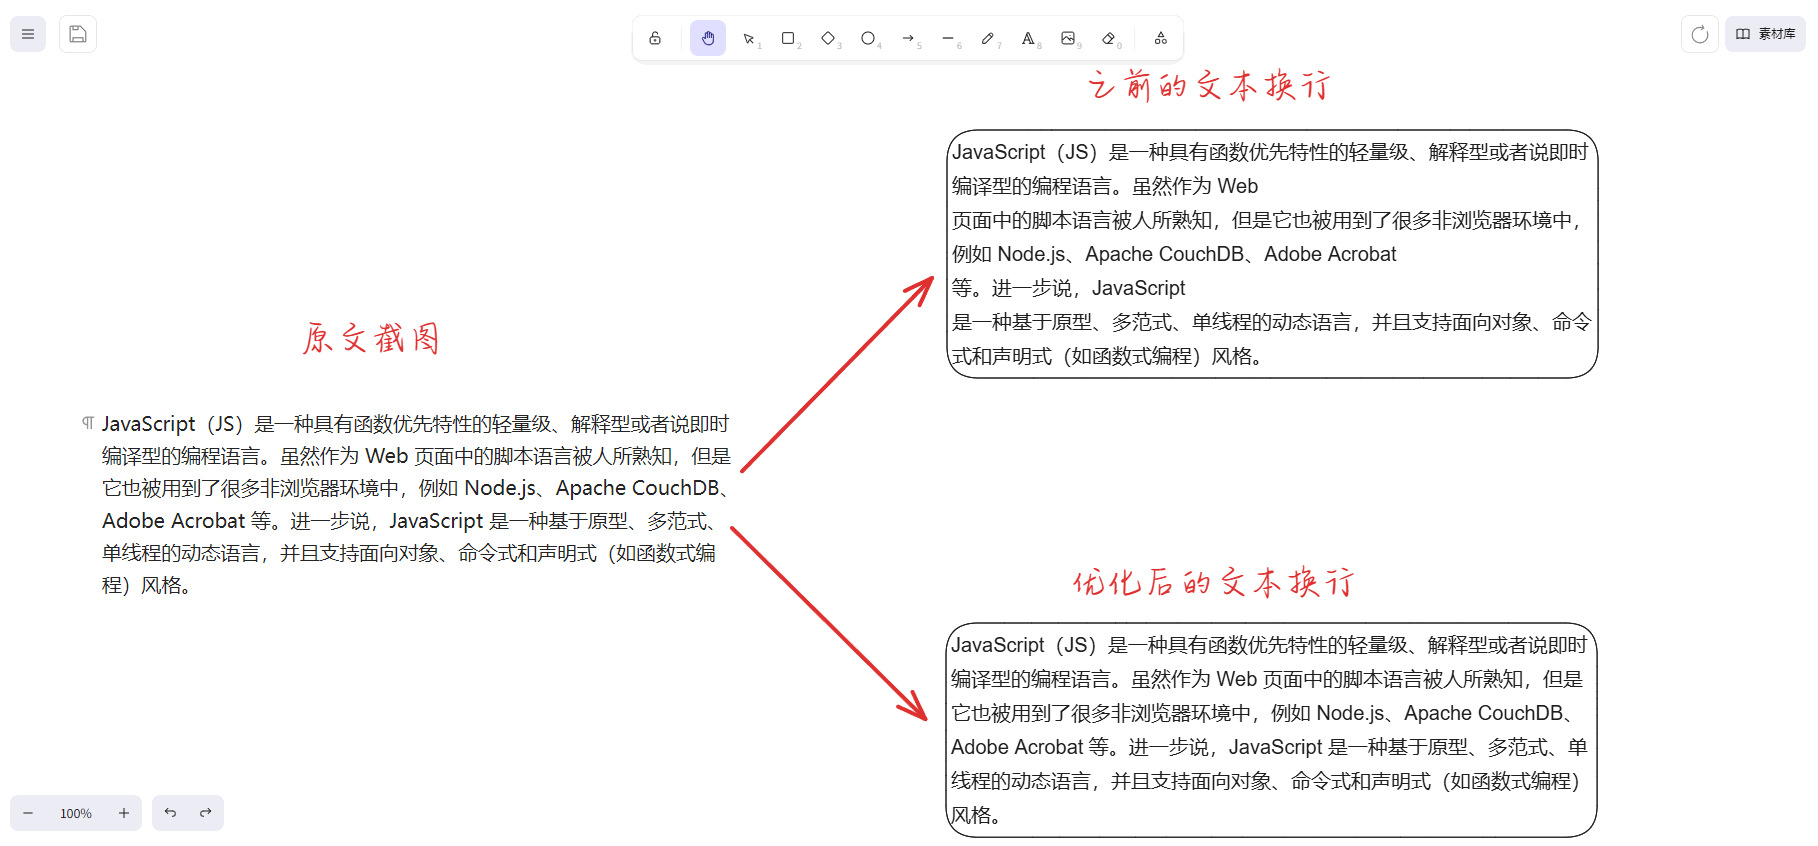 1
2
3
4
5
6
7
8
9
0
素材库
之前的文本换行
JavaScript（JS）是一种具有函数优先特性的轻量级、解释型或者说即时
编译型的编程语言。虽然作为 Web
页面中的脚本语言被人所熟知，但是它也被用到了很多非浏览器环境中，
例如 Node.js、Apache CouchDB、Adobe Acrobat
等。进一步说，JavaScript
是一种基于原型、多范式、单线程的动态语言，并且支持面向对象、命令
式和声明式（如函数式编程）风格。
原文截图
¶ JavaScript（JS）是一种具有函数优先特性的轻量级、解释型或者说即时
编译型的编程语言。虽然作为 Web 页面中的脚本语言被人所熟知，但是
它也被用到了很多非浏览器环境中，例如 Node.js、Apache CouchDB、
Adobe Acrobat 等。进一步说，JavaScript 是一种基于原型、多范式、
单线程的动态语言，并且支持面向对象、命令式和声明式（如函数式编
程）风格。
优化后的文本换行
JavaScript（JS）是一种具有函数优先特性的轻量级、解释型或者说即时
编译型的编程语言。虽然作为 Web 页面中的脚本语言被人所熟知，但是
它也被用到了很多非浏览器环境中，例如 Node.js、Apache CouchDB、
Adobe Acrobat 等。进一步说，JavaScript 是一种基于原型、多范式、单
线程的动态语言，并且支持面向对象、命令式和声明式（如函数式编程）
风格。
100%